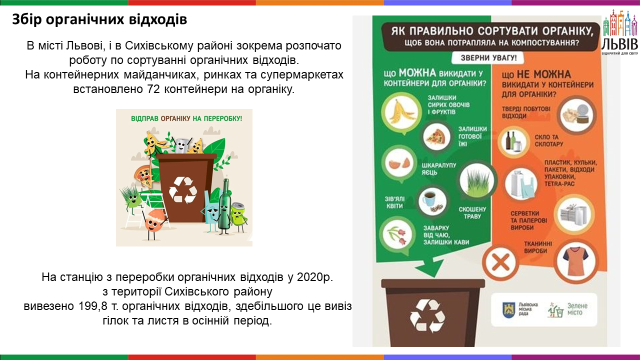 Збір органічних відходів
В місті Львові, і в Сихівському районі зокрема розпочато
роботу по сортуванні органічних відходів.
На контейнерних майданчиках, ринках та супермаркетах
встановлено 72 контейнери на органіку.
ВІДПРАВ ОРГАНІКУ НА ПЕРЕРОБКУ!
На станцію з переробки органічних відходів у 2020р.
з території Сихівського району
вивезено 199,8 т. органічних відходів, здебільшого це вивіз
гілок та листя в осінній період.
ЯК ПРАВИЛЬНО СОРТУВАТИ ОРГАНІКУ,
ЩОБ ВОНА ПОТРАПЛЯЛА НА КОМПОСТУВАННЯ?
ЗВЕРНИ УВАГУ!
ЩО МОЖНА ВИКИДАТИ У
КОНТЕЙНЕРИ ДЛЯ ОРГАНІКИ?
ЗАЛИШКИ
СИРИХ ОВОЧІВ
І ФРУКТІВ
ЗАЛИШКИ
ГОТОВОЇ
ЇЖІ
ШКАРАЛУПУ
ЯЄЦЬ
ЗІВ'ЯЛІ
КВІТИ
СКОШЕНУ
ТРАВУ
ЗАВАРКУ
ВІД ЧАЮ,
ЗАЛИШКИ КАВИ
ЩО НЕ МОЖНА
ВИКИДАТИ У КОНТЕЙНЕРИ
ДЛЯ ОРГАНІКИ?
ТВЕРДІ ПОБУТОВІ
ВІДХОДИ
СКЛО ТА
СКЛОТАРУ
ПЛАСТИК, КУЛЬКИ,
ПАКЕТИ, ВІДХОДИ
УПАКОВКИ,
TETRA-PAC
СЕРВЕТКИ
ТА ПАПЕРОВІ
ВИРОБИ
ТКАНИННІ
ВИРОБИ
Львівська
міська
рада
Зелене
місто
ЛЬВІВ
ВІДКРИТИЙ ДЛЯ СВІТУ